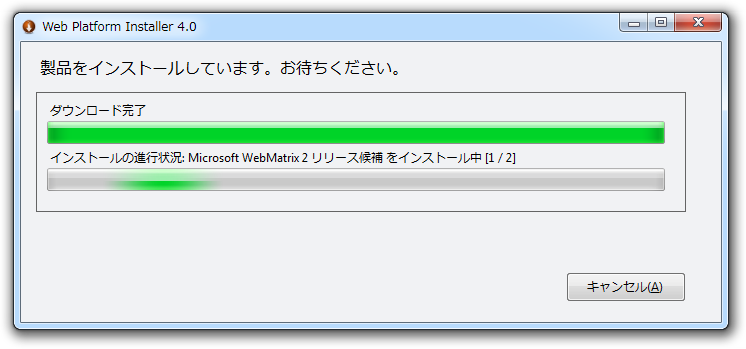 Web Platform Installer 4.0
製品をインストールしています。お待ちください。
ダウンロード完了
インストールの進行状況: Microsoft WebMatrix 2 リリース候補 をインストール中 [1 / 2]
キャンセル(A)